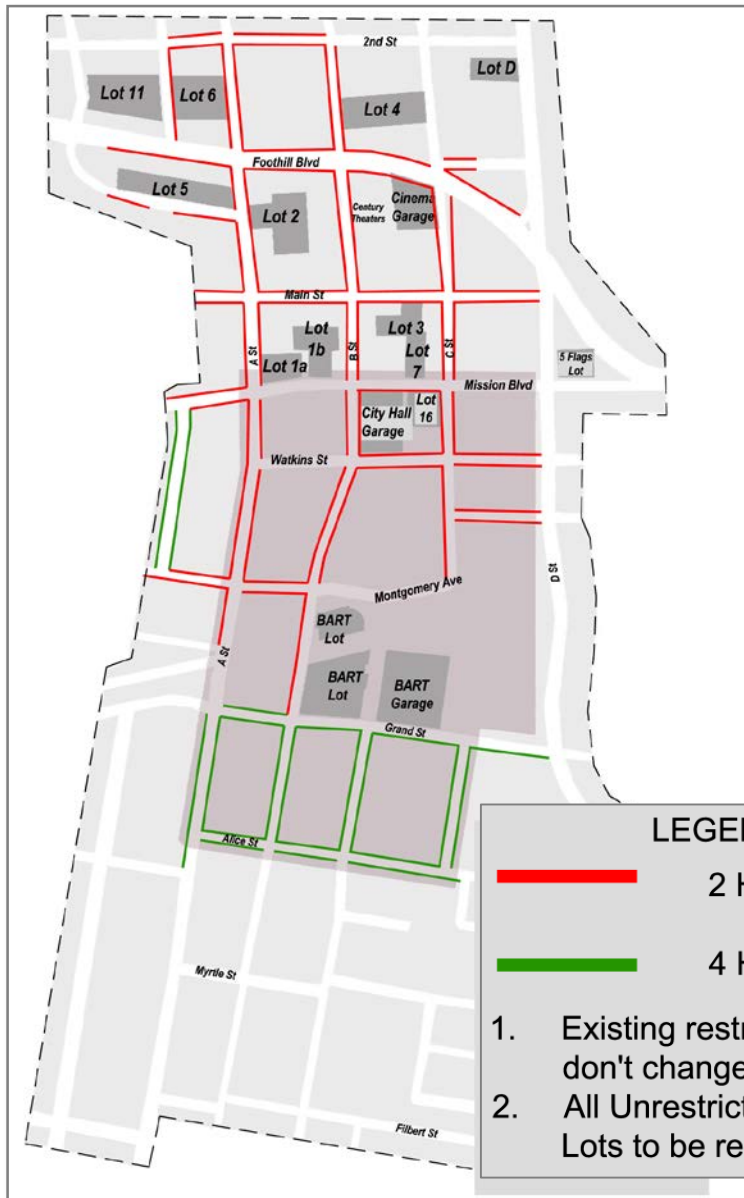 2nd St
Lot D
Lot 11
Lot 6
Lot 4
Foothill Blvd
Lot 5
Lot 2
Century
Theaters
Cinema
Garage
Main St
Lot
1b
Lot 3
Lot
7
A St
B St
C St
Lot 1a
5 Flags
Lot
Mission Blvd
Lot
16
City Hall
Garage
Watkins St
D St
Montgomery Ave
BART
Lot
A St
BART
Lot
BART
Garage
Grand St
Alice St
LEGE
2 H
4 H
1. Existing restr
don't change
2. All Unrestrict
Lots to be re
Myrtle St
Filbert St